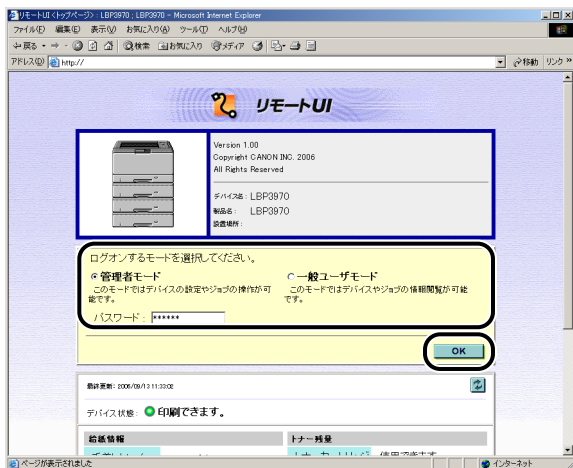 リモートUI <トップページ> : LBP3970 ; LBP3970 - Microsoft Internet Explorer
ファイル(F) 編集(E) 表示(V) お気に入り(A) ツール(T) ヘルプ(H)
戻る 検索 お気に入り メディア
アドレス(D) http:// 移動 リンク »
リモートUI
Version 1.00
Copyright CANON INC. 2006
All Rights Reserved
デバイス名 : LBP3970
製品名 : LBP3970
設置場所 :
ログオンするモードを選択してください。
管理者モード 一般ユーザモード
このモードではデバイスの設定やジョブの操作が可能です。
このモードではデバイスやジョブの情報閲覧が可能です。
パスワード : ******
OK
最終更新 : 2006/09/13 11:33:02
デバイス状態 : 印刷できます。
給紙情報 トナー残量
ページが表示されました インターネット